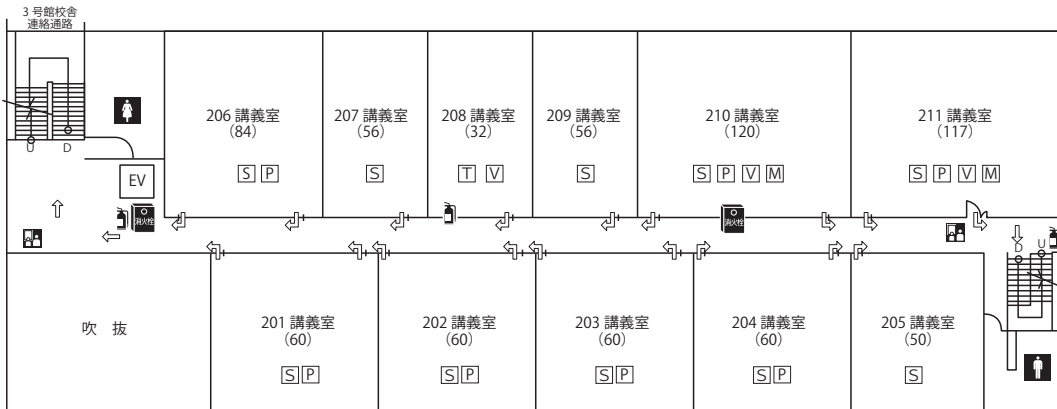 3 号館校舎
連絡通路
U D
EV
消火栓
206 講義室
（84）
S P
207 講義室
（56）
S
208 講義室
（32）
T V
209 講義室
（56）
S
210 講義室
（120）
S P V M
消火栓
211 講義室
（117）
S P V M
D U
吹 抜
201 講義室
（60）
S P
202 講義室
（60）
S P
203 講義室
（60）
S P
204 講義室
（60）
S P
205 講義室
（50）
S